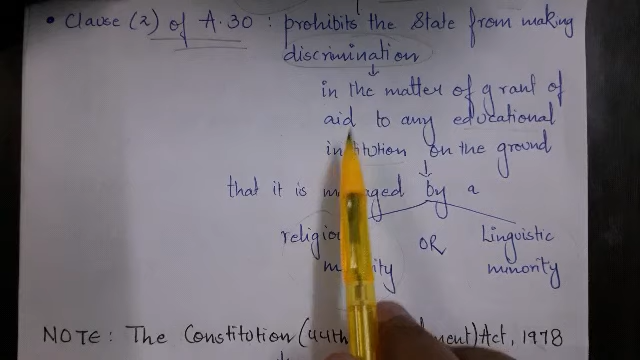 • Clause (2) of A.30 : prohibits the State from making
discrimination
in the matter of grant of
aid to any educational
institution on the ground
that it is managed by a
religious minority OR Linguistic minority
NOTE: The Constitution (44th Act, 1978